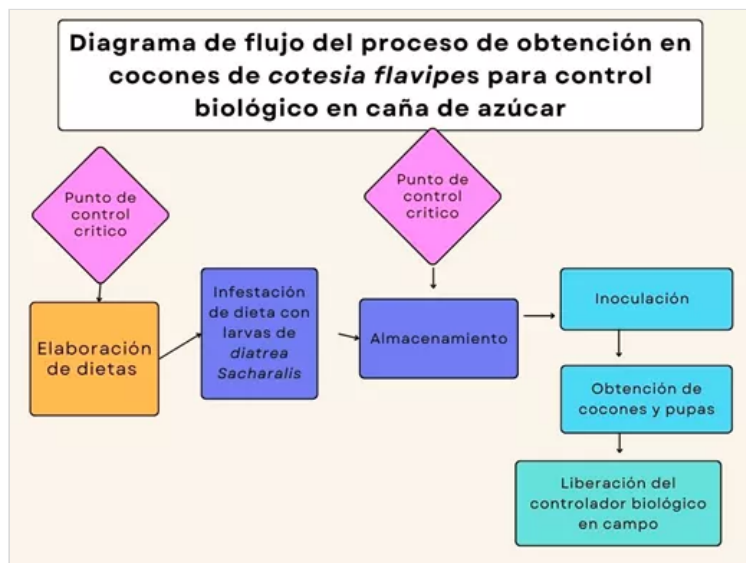 Diagrama de flujo del proceso de obtención en
cocones de cotesia flavipes para control
biológico en caña de azúcar
Punto de
control
critico
Punto de
control
critico
Elaboración
de dietas
Infestación
de dieta con
larvas de
diatrea
Sacharalis
Almacenamiento
Inoculación
Obtención de
cocones y pupas
Liberación del
controlador biológico
en campo